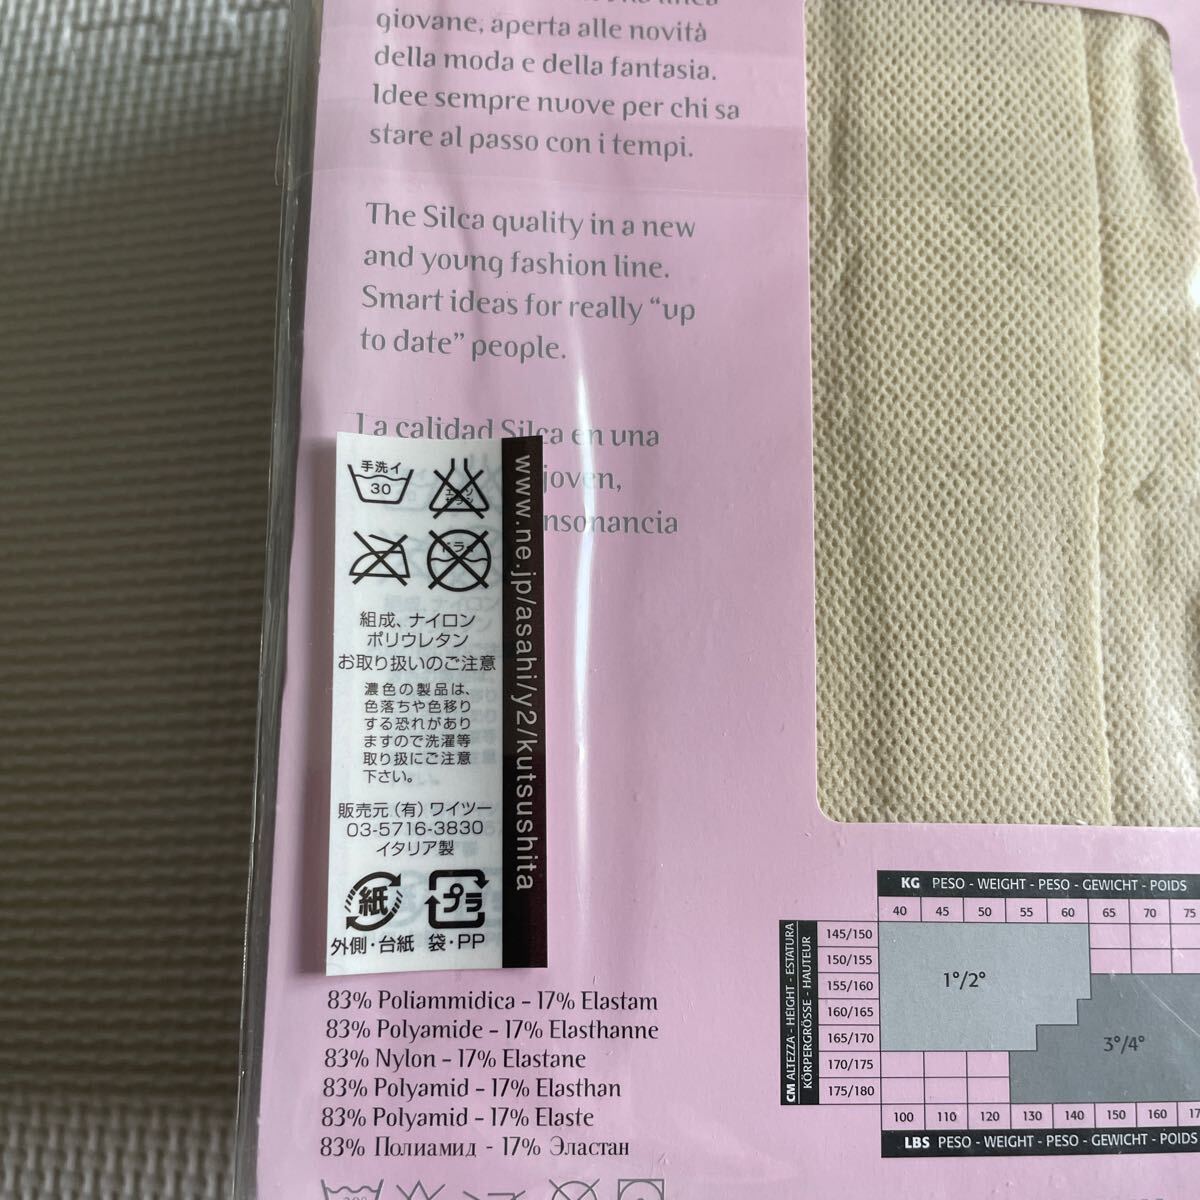 giovane, aperta alle novità
della moda e della fantasia.
Idee sempre nuove per chi sa
stare al passo con i tempi.
The Silca quality in a new
and young fashion line.
Smart ideas for really “up
to date” people.
La calidad Silca en una
joven,
nsonancia
手洗イ
30
エンソ
サラシ
ドライ
組成、ナイロン
ポリウレタン
お取り扱いのご注意
濃色の製品は、
色落ちや色移り
する恐れがあり
ますので洗濯等
取り扱にご注意
下さい。
販売元（有）ワイツー
03-5716-3830
イタリア製
紙
プラ
外側・台紙
袋・PP
www.ne.jp/asahi/y2/kutsushita
83% Poliammidica - 17% Elastam
83% Polyamide - 17% Elasthanne
83% Nylon - 17% Elastane
83% Polyamid - 17% Elasthan
83% Polyamid - 17% Elaste
83% Полиамид - 17% Эластан
KG PESO - WEIGHT - PESO - GEWICHT - POIDS
40 45 50 55 60 65 70 75
CM ALTEZZA - HEIGHT - ESTATURA
KÖRPERGRÖSSE - HAUTEUR
145/150
150/155
155/160
160/165
165/170
170/175
175/180
1°/2°
3°/4°
100 110 120 130 140 150 160
LBS PESO - WEIGHT - PESO - GEWICHT - POIDS